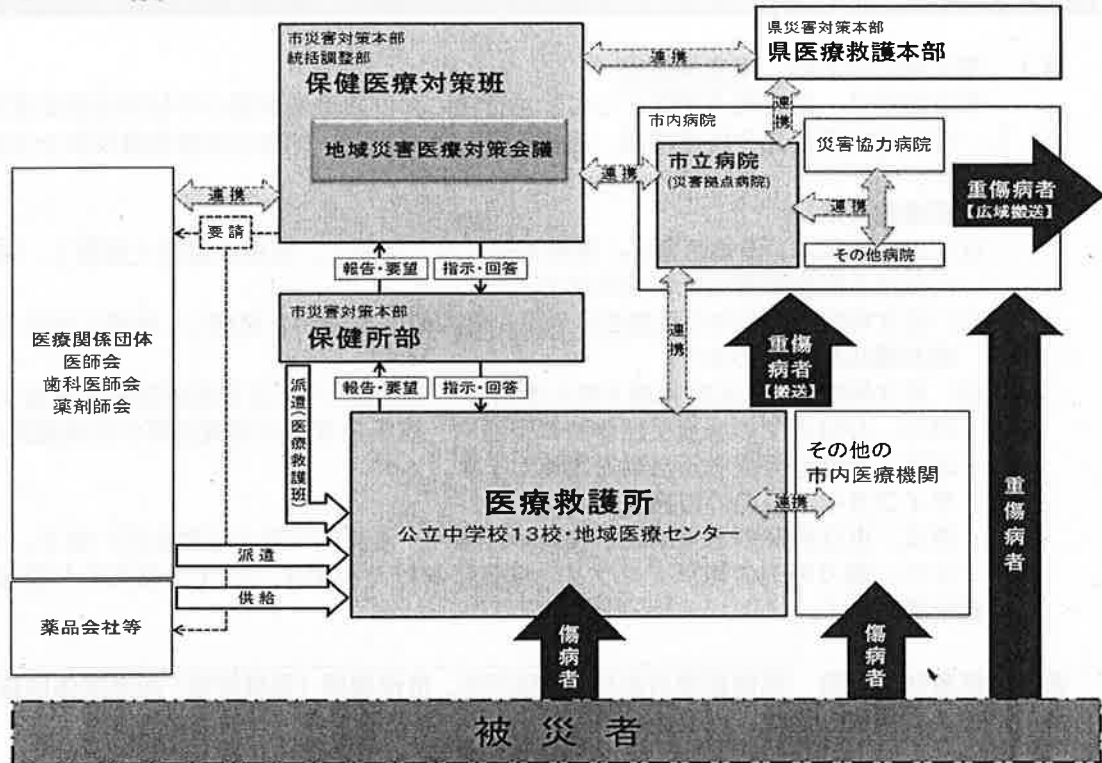 市災害対策本部
統括調整部
保健医療対策班
地域災害医療対策会議
県災害対策本部
県医療救護本部
連携
連携
市内病院
災害協力病院
市立病院
(災害拠点病院)
連携
連携
連携
その他病院
重傷病者
【広域搬送】
要請
報告・要望
指示・回答
市災害対策本部
保健所部
医療関係団体
医師会
歯科医師会
薬剤師会
連携
重傷
病者
【搬送】
報告・要望
指示・回答
派遣(医療救護班)
医療救護所
公立中学校13校・地域医療センター
連携
その他の
市内医療機関
重傷病者
派遣
供給
薬品会社等
傷病者
傷病者
被災者